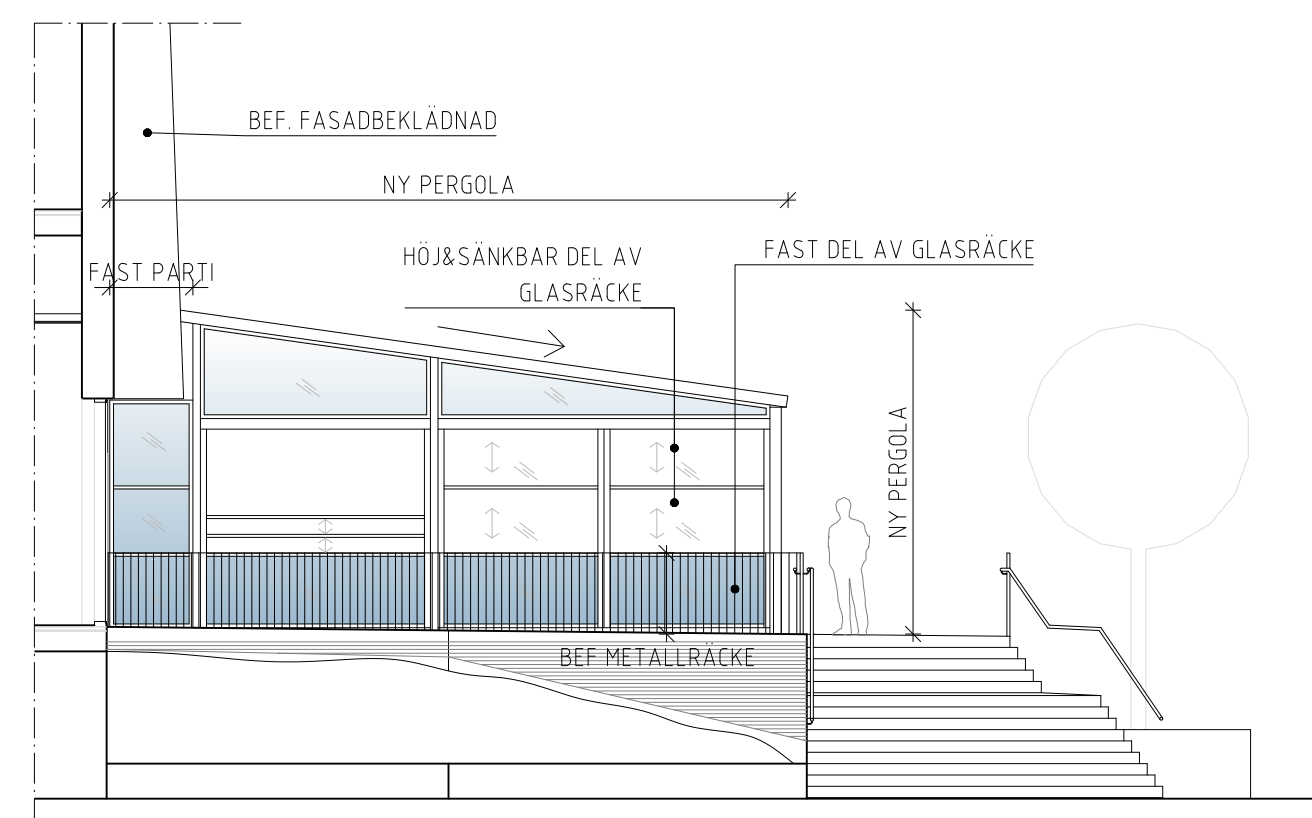 BEF. FASADBEKLÄDNAD
NY PERGOLA
HÖJ&SÄNKBAR DEL AV
GLASRÄCKE
FAST DEL AV GLASRÄCKE
FAST PARTI
NY PERGOLA
BEF METALLRÄCKE